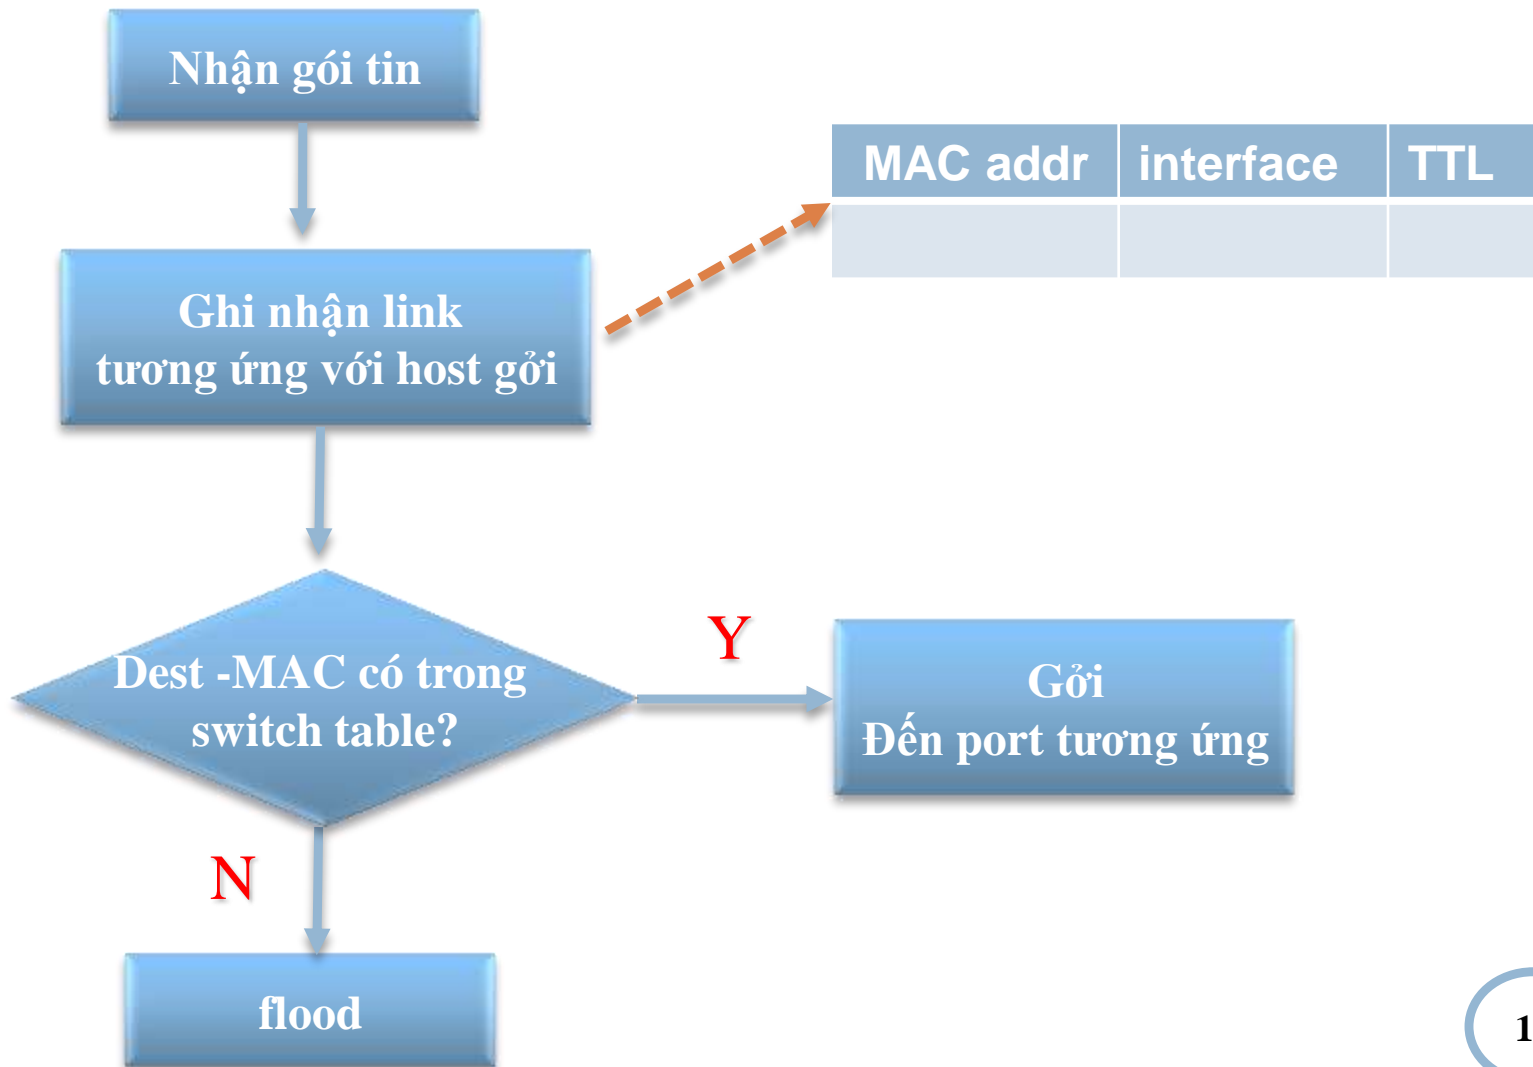 Nhận gói tin
MAC addr interface TTL
Ghi nhận link
tương ứng với host gởi
Dest -MAC có trong
switch table?
Y
Gởi
Đến port tương ứng
N
flood
1